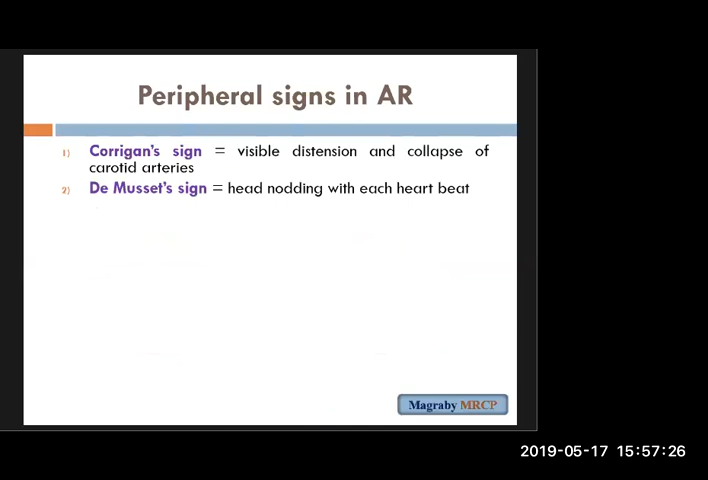 Peripheral signs in AR
1) Corrigan's sign = visible distension and collapse of
carotid arteries
2) De Musset's sign = head nodding with each heart beat
Magraby MRCP
2019-05-17 15:57:26